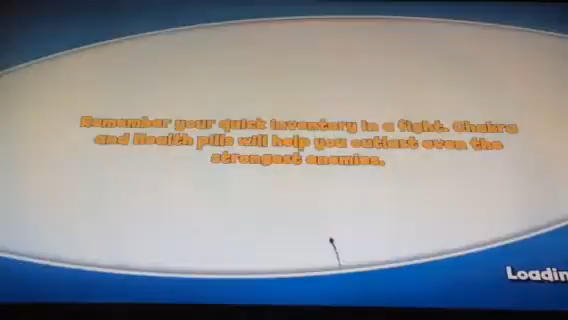 Remember your quick inventory in a fight. Chakra
and Health pills will help you outlast even the
strongest enemies.
Loadin